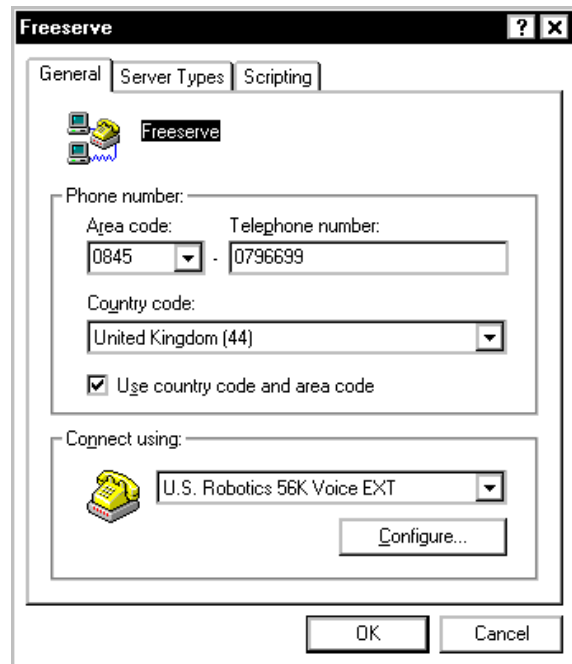 Freeserve
General Server Types Scripting
Freeserve
Phone number:
Area code: Telephone number:
0845 - 0796699
Country code:
United Kingdom (44)
Use country code and area code
Connect using:
U.S. Robotics 56K Voice EXT
Configure...
OK Cancel